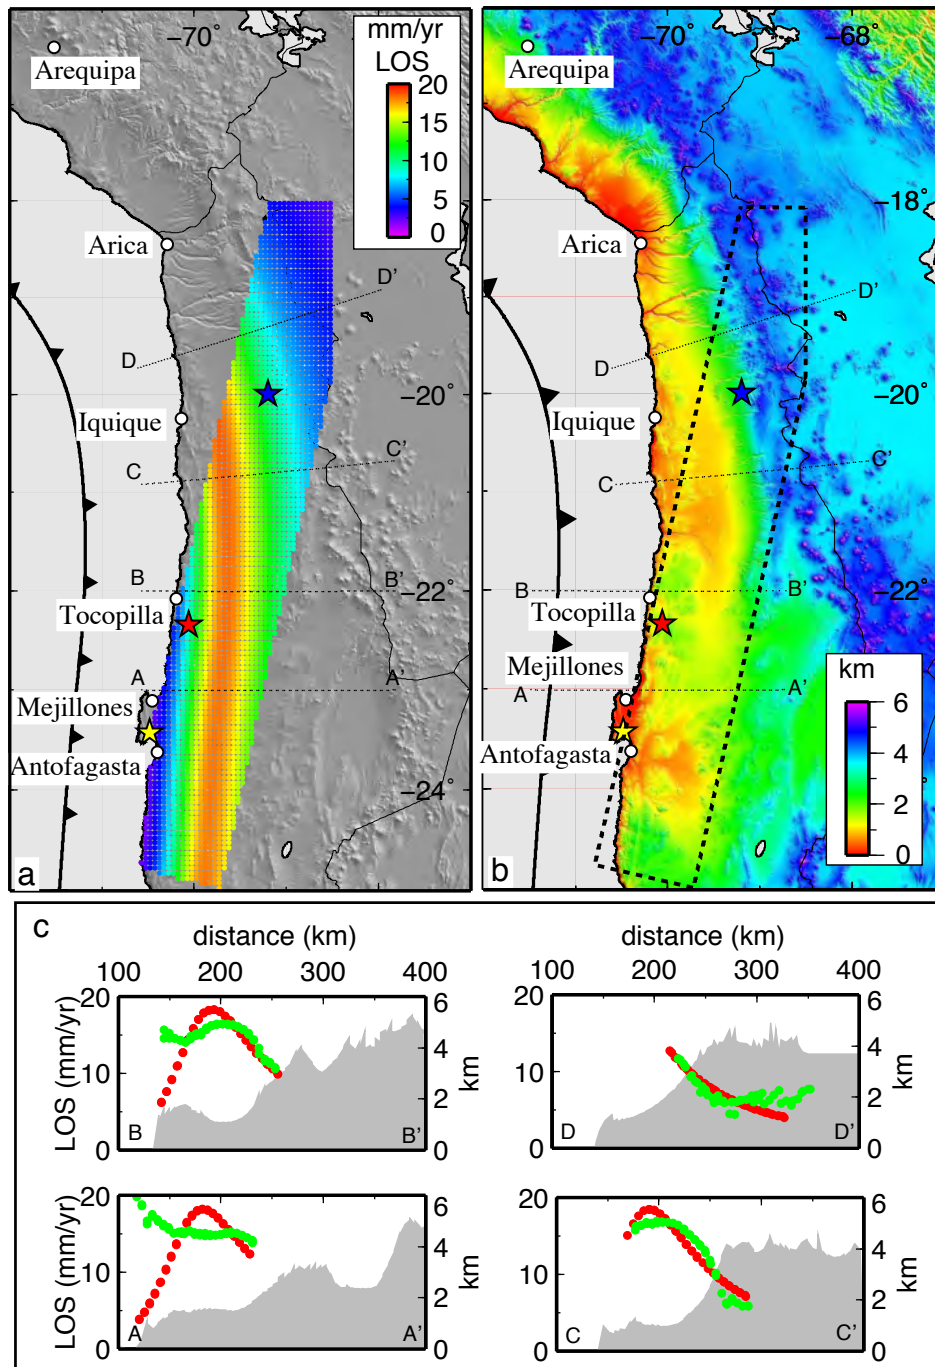 mm/yr
LOS
20
15
10
5
0
−70°
Arequipa
Arica
D'
D
Iquique
−20°
C'
C
B
B'
−22°
Tocopilla
A
A'
Mejillones
Antofagasta
−24°
a
−70°
−68°
Arequipa
−18°
Arica
D'
D
−20°
Iquique
C'
C
B
B'
−22°
Tocopilla
Mejillones
A
A'
km
6
4
2
0
Antofagasta
−24°
b
c
distance (km)
100 200 300 400
20
10
0
LOS (mm/yr)
6
4
2
0
km
B
B'
distance (km)
100 200 300 400
20
10
0
6
4
2
0
km
D
D'
20
10
0
LOS (mm/yr)
6
4
2
0
km
A
A'
20
10
0
6
4
2
0
km
C
C'